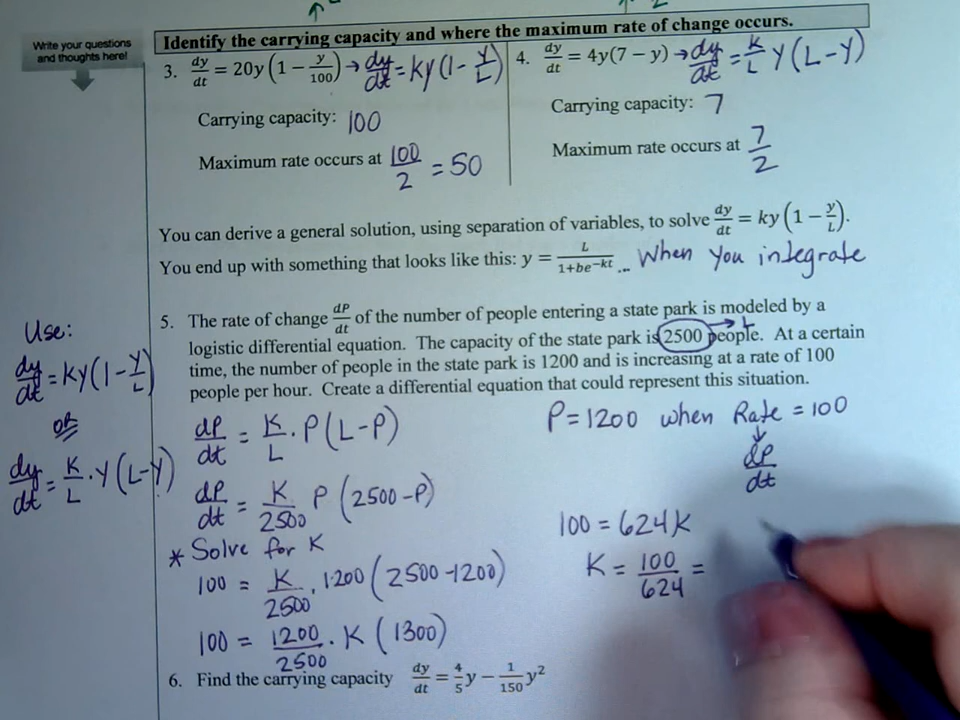 Write your questions
and thoughts here!
Identify the carrying capacity and where the maximum rate of change occurs.
3. dy/dt = 20y(1 − y/100) → dy/dt = Ky(1 − y/L)
Carrying capacity: 100
Maximum rate occurs at 100/2 = 50
4. dy/dt = 4y(7 − y) → dy/dt = K/L Y(L−Y)
Carrying capacity: 7
Maximum rate occurs at 7/2
You can derive a general solution, using separation of variables, to solve dy/dt = ky(1 − y/L).
You end up with something that looks like this: y = L/(1+be^−kt) ... When you integrate
5. The rate of change dP/dt of the number of people entering a state park is modeled by a
logistic differential equation. The capacity of the state park is 2500 people. At a certain → L
time, the number of people in the state park is 1200 and is increasing at a rate of 100
people per hour. Create a differential equation that could represent this situation.
Use:
dy/dt = Ky(1 − y/L)
OR
dy/dt = K/L · Y(L−Y)
dP/dt = K/L · P(L−P)
dP/dt = K/2500 P(2500−P)
* Solve for K
100 = K/2500 · 1200(2500−1200)
100 = 1200/2500 · K(1300)
P=1200 when Rate = 100
↓
dP/dt
100 = 624K
K = 100/624 =
6. Find the carrying capacity dy/dt = 4/5 y − 1/150 y²